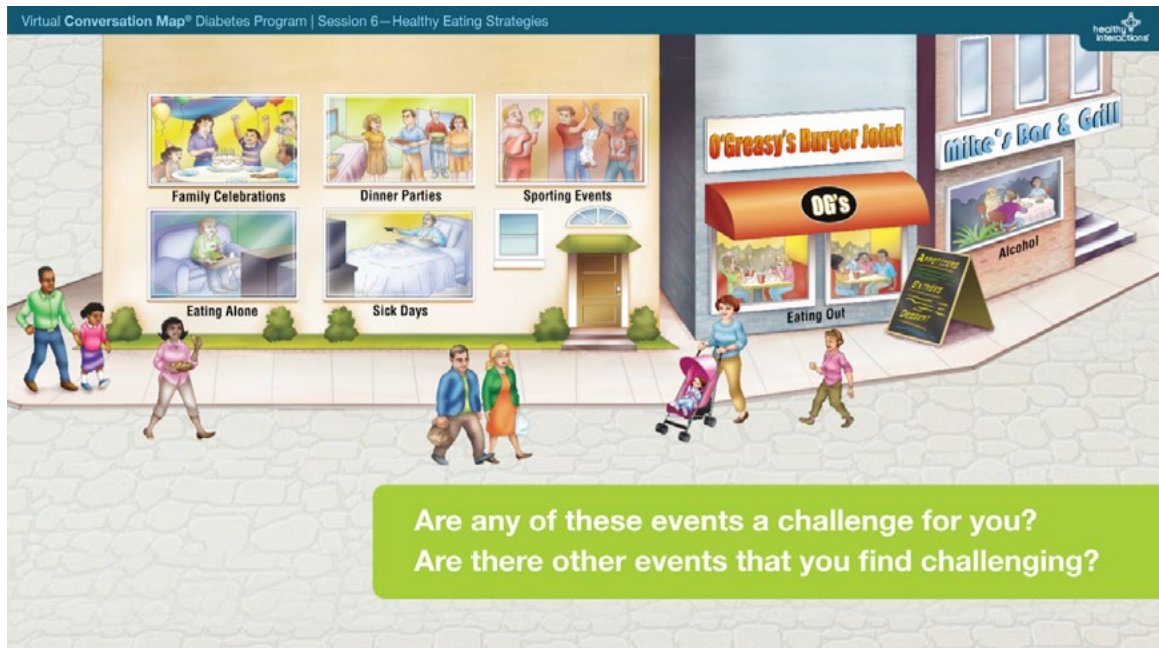 Virtual Conversation Map® Diabetes Program | Session 6—Healthy Eating Strategies
healthy
interactions
Family Celebrations
Dinner Parties
Sporting Events
Eating Alone
Sick Days
O'Greasy's Burger Joint
OG's
Eating Out
Mike's Bar & Grill
Alcohol
APPETIZERS
ENTREES
DESSERT
12
Are any of these events a challenge for you?
Are there other events that you find challenging?